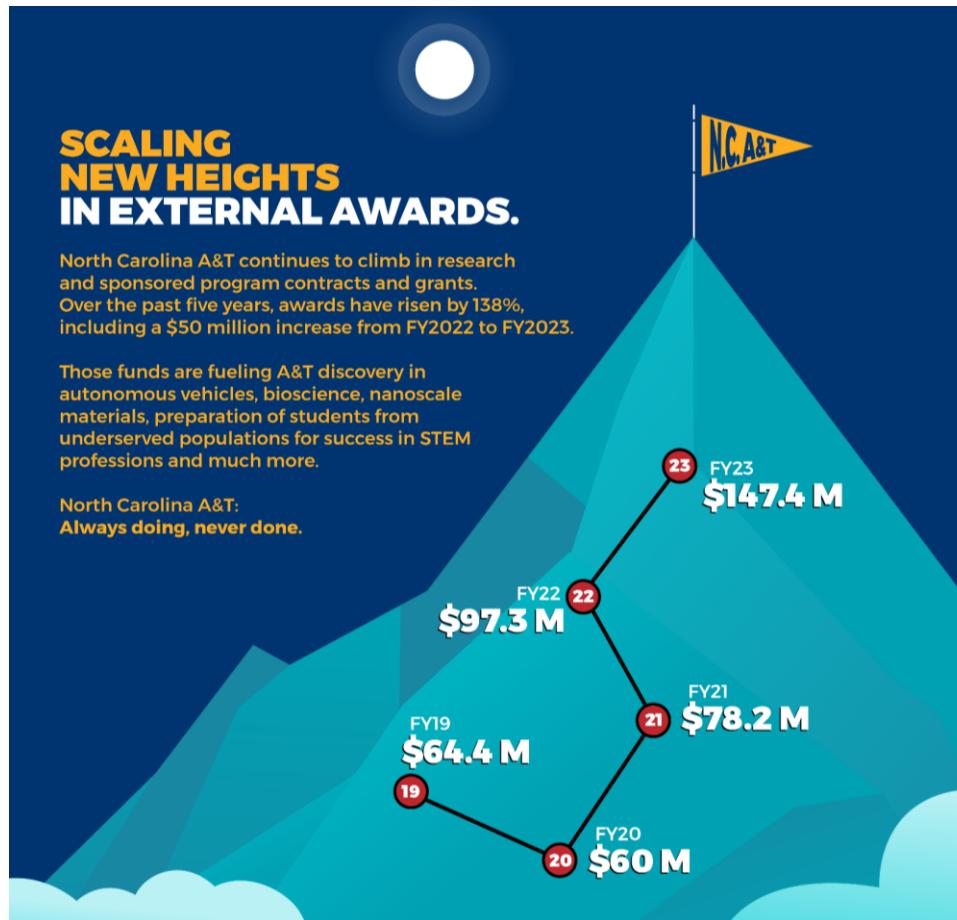 N.C. A&T
SCALING
NEW HEIGHTS
IN EXTERNAL AWARDS.
North Carolina A&T continues to climb in research
and sponsored program contracts and grants.
Over the past five years, awards have risen by 138%,
including a $50 million increase from FY2022 to FY2023.
Those funds are fueling A&T discovery in
autonomous vehicles, bioscience, nanoscale
materials, preparation of students from
underserved populations for success in STEM
professions and much more.
North Carolina A&T:
Always doing, never done.
23
FY23
$147.4 M
FY22
22
$97.3 M
FY21
21
$78.2 M
FY19
$64.4 M
19
FY20
20
$60 M